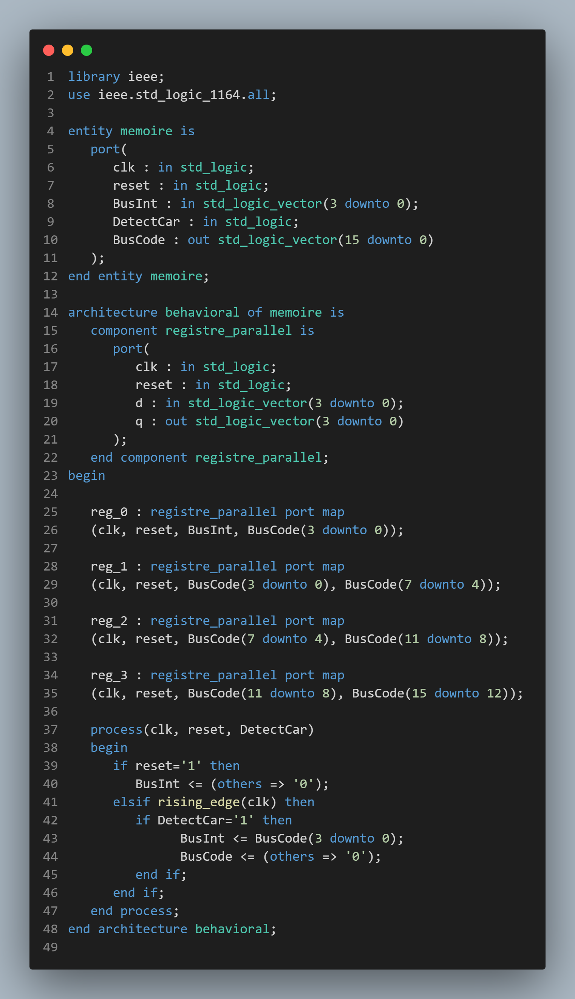 1 library ieee;
2 use ieee.std_logic_1164.all;
3
4 entity memoire is
5    port(
6       clk : in std_logic;
7       reset : in std_logic;
8       BusInt : in std_logic_vector(3 downto 0);
9       DetectCar : in std_logic;
10       BusCode : out std_logic_vector(15 downto 0)
11    );
12 end entity memoire;
13
14 architecture behavioral of memoire is
15    component registre_parallel is
16       port(
17          clk : in std_logic;
18          reset : in std_logic;
19          d : in std_logic_vector(3 downto 0);
20          q : out std_logic_vector(3 downto 0)
21       );
22    end component registre_parallel;
23 begin
24
25    reg_0 : registre_parallel port map
26    (clk, reset, BusInt, BusCode(3 downto 0));
27
28    reg_1 : registre_parallel port map
29    (clk, reset, BusCode(3 downto 0), BusCode(7 downto 4));
30
31    reg_2 : registre_parallel port map
32    (clk, reset, BusCode(7 downto 4), BusCode(11 downto 8));
33
34    reg_3 : registre_parallel port map
35    (clk, reset, BusCode(11 downto 8), BusCode(15 downto 12));
36
37    process(clk, reset, DetectCar)
38    begin
39       if reset='1' then
40          BusInt <= (others => '0');
41       elsif rising_edge(clk) then
42          if DetectCar='1' then
43                BusInt <= BusCode(3 downto 0);
44                BusCode <= (others => '0');
45          end if;
46       end if;
47    end process;
48 end architecture behavioral;
49